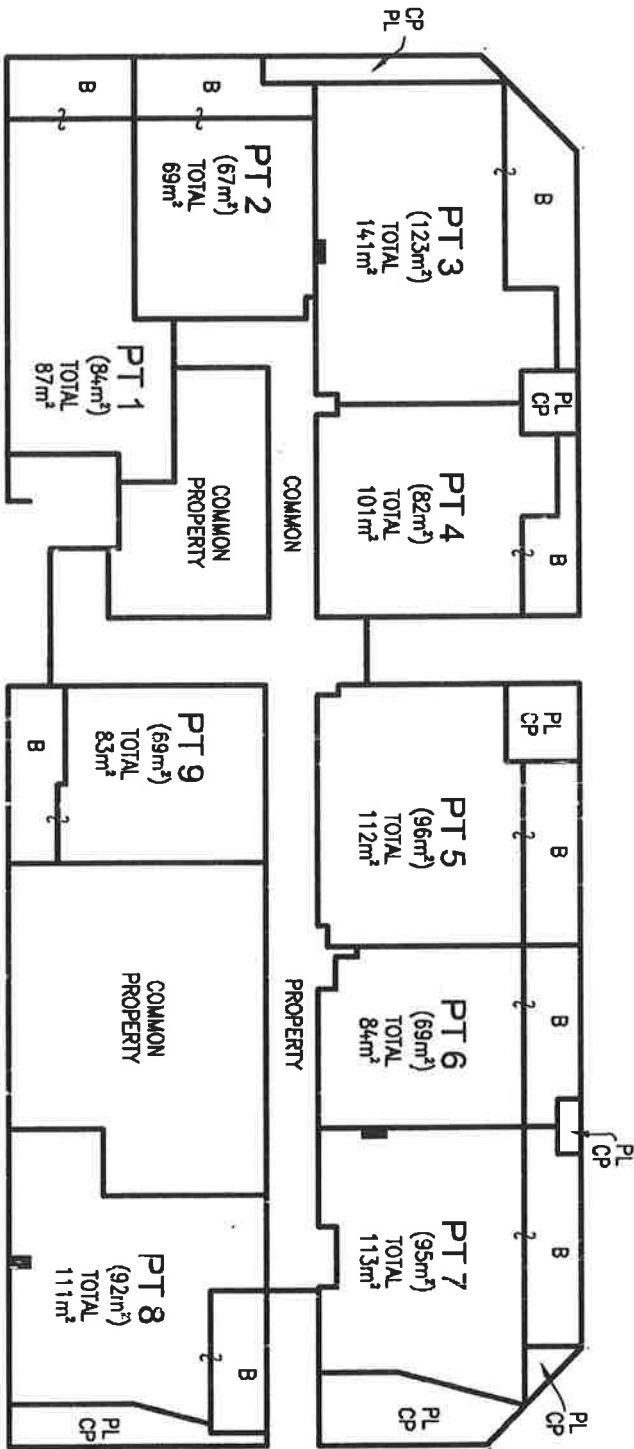 CP
PL
B
B
B
PT 2
(67m²)
TOTAL
69m²
PT 3
(123m²)
TOTAL
141m²
PT 1
(84m²)
TOTAL
87m²
PL
CP
COMMON
PROPERTY
COMMON
PT 4
(82m²)
TOTAL
101m²
B
PL
CP
PT 9
(69m²)
TOTAL
83m²
B
PT 5
(96m²)
TOTAL
112m²
B
COMMON
PROPERTY
PROPERTY
PT 6
(69m²)
TOTAL
84m²
B
PL
CP
PT 8
(92m²)
TOTAL
111m²
B
PT 7
(95m²)
TOTAL
113m²
B
PL
CP
PL
CP
PL
CP